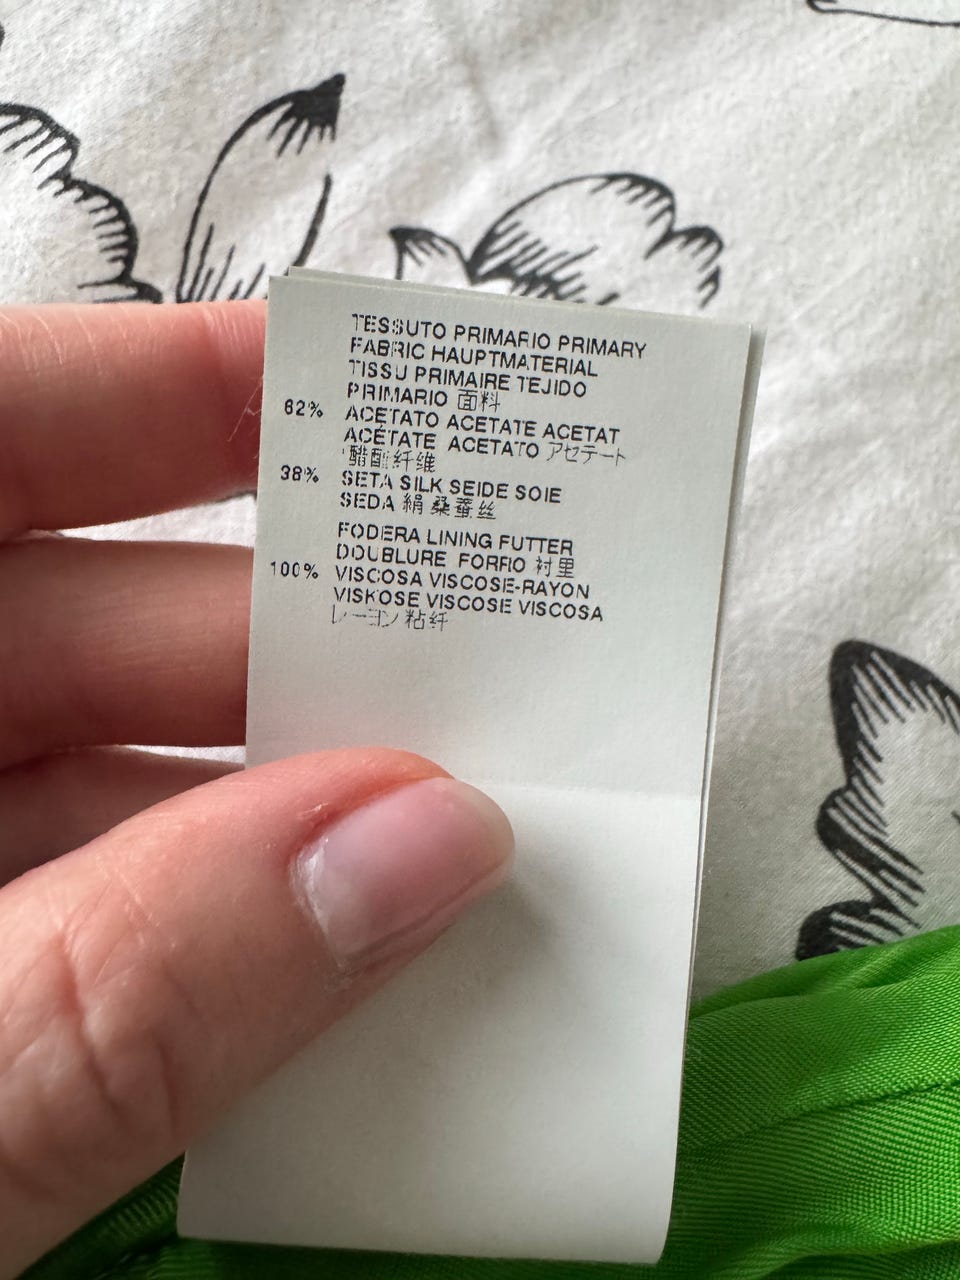 TESSUTO PRIMARIO PRIMARY
FABRIC HAUPTMATERIAL
TISSU PRIMAIRE TEJIDO
PRIMARIO 面料
62% ACETATO ACETATE ACETAT
ACÉTATE ACETATO アセテート
醋酯纤维
38% SETA SILK SEIDE SOIE
SEDA 絹 桑蚕丝
FODERA LINING FUTTER
DOUBLURE FORRO 衬里
100% VISCOSA VISCOSE-RAYON
VISKOSE VISCOSE VISCOSA
レーヨン 粘纤